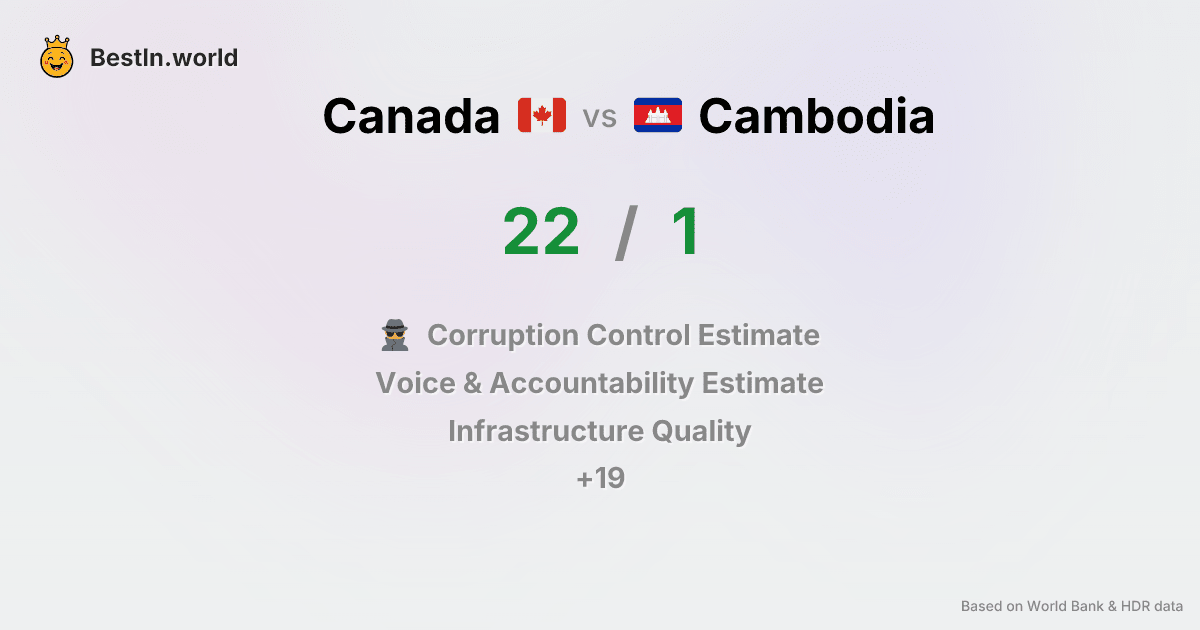 BestIn.world
Canada vs Cambodia
22 / 1
Corruption Control Estimate
Voice & Accountability Estimate
Infrastructure Quality
+19
Based on World Bank & HDR data